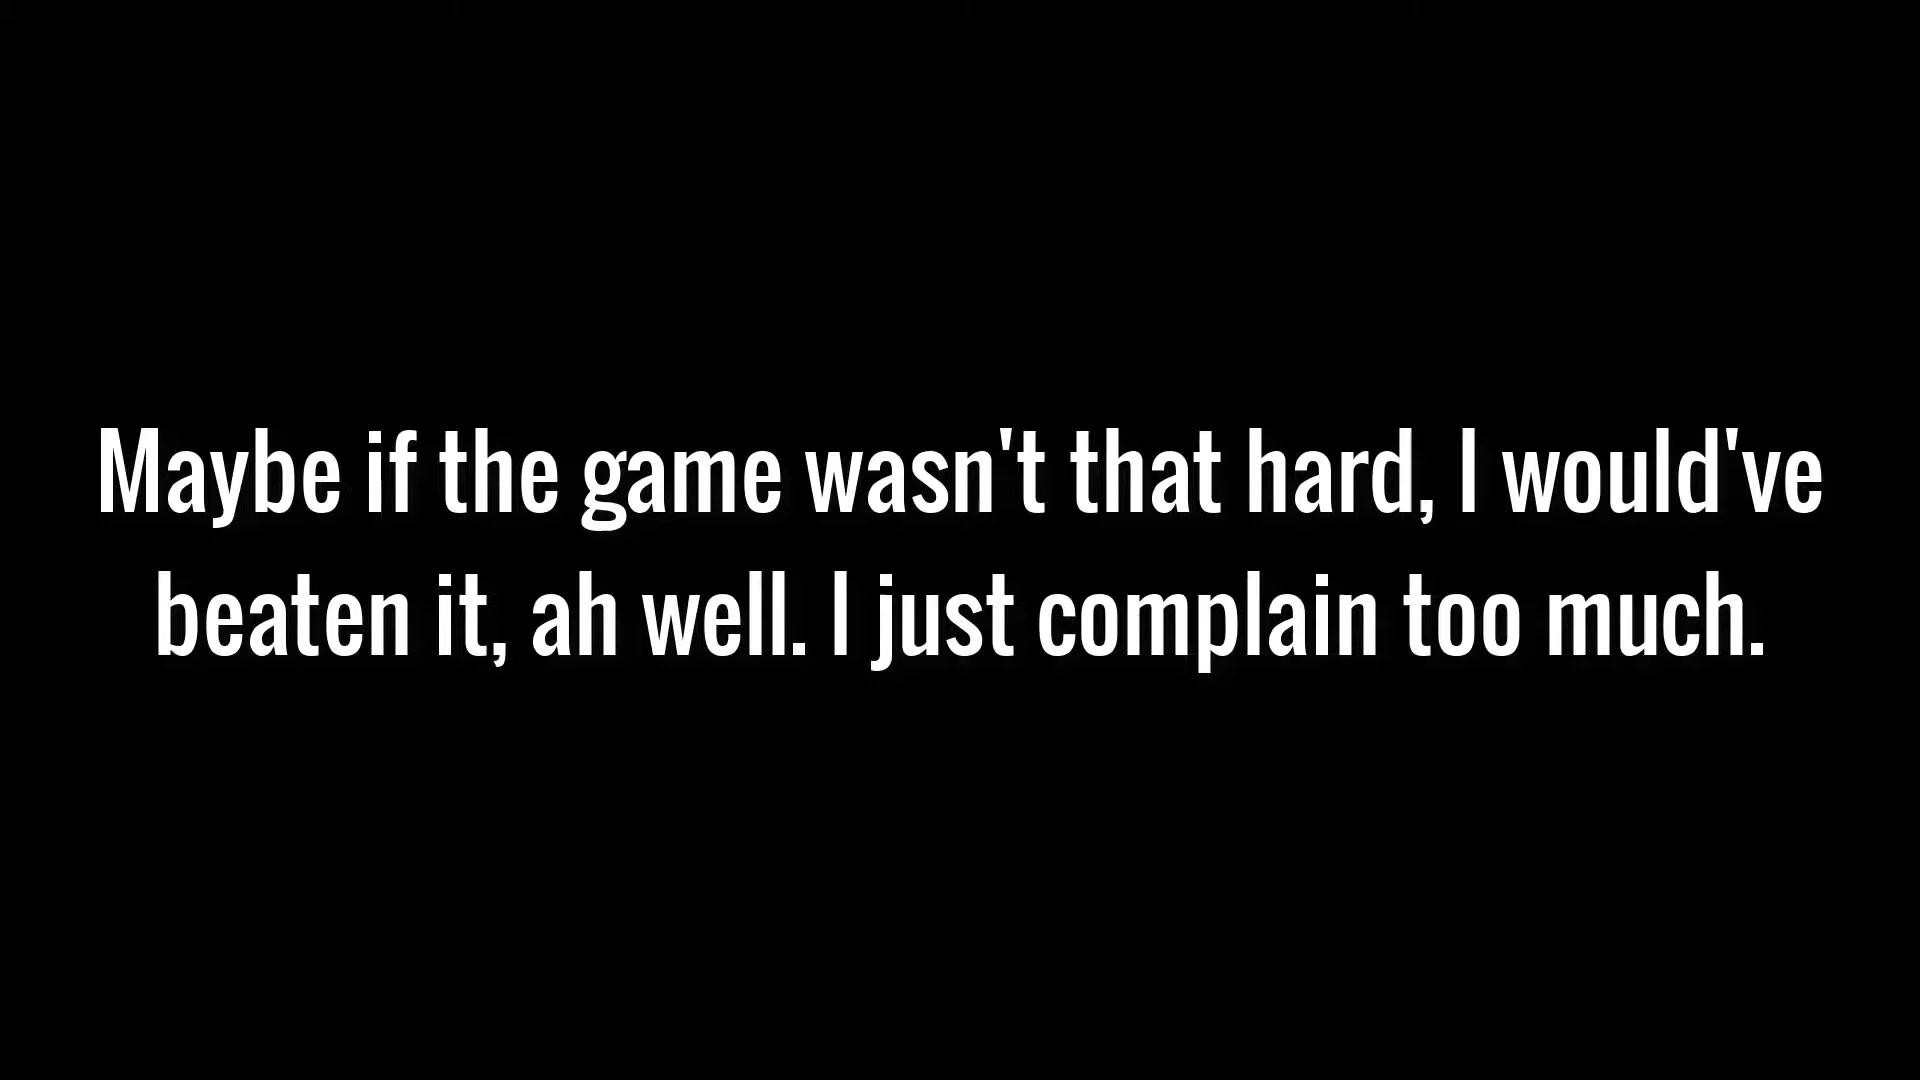 Maybe if the game wasn't that hard, I would've
beaten it, ah well. I just complain too much.